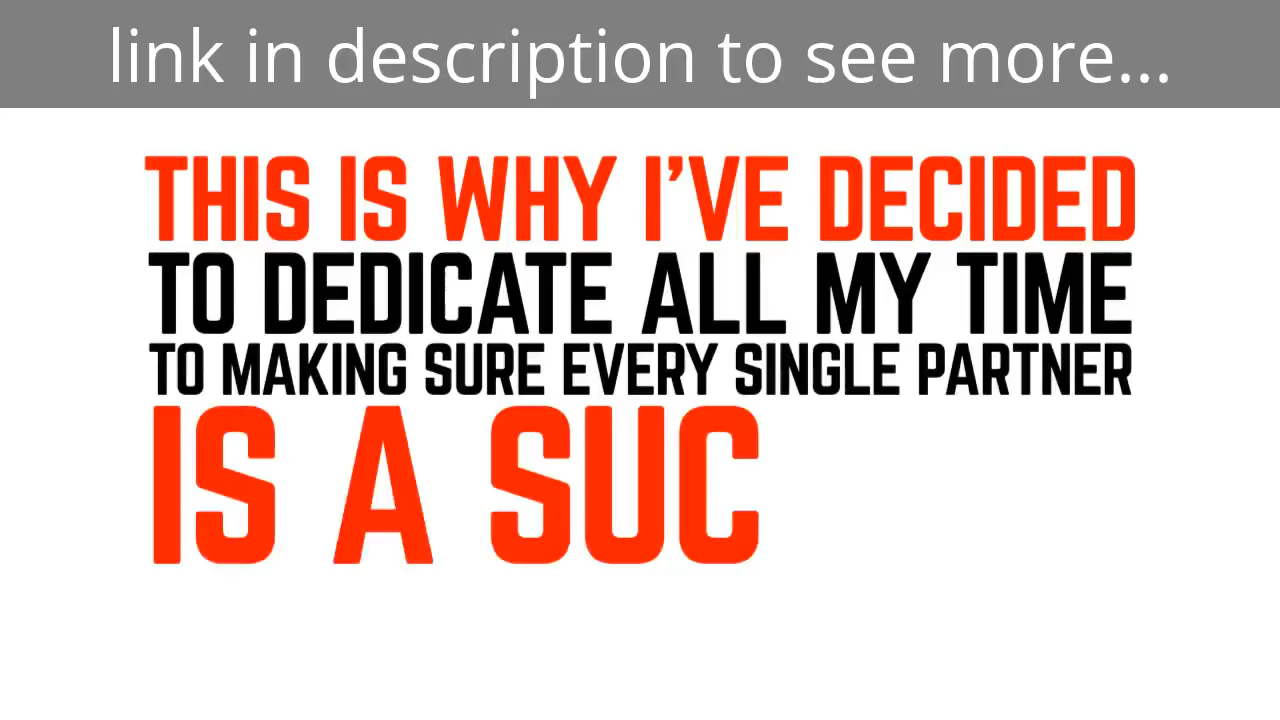 link in description to see more...
THIS IS WHY I'VE DECIDED
TO DEDICATE ALL MY TIME
TO MAKING SURE EVERY SINGLE PARTNER
IS A SUC